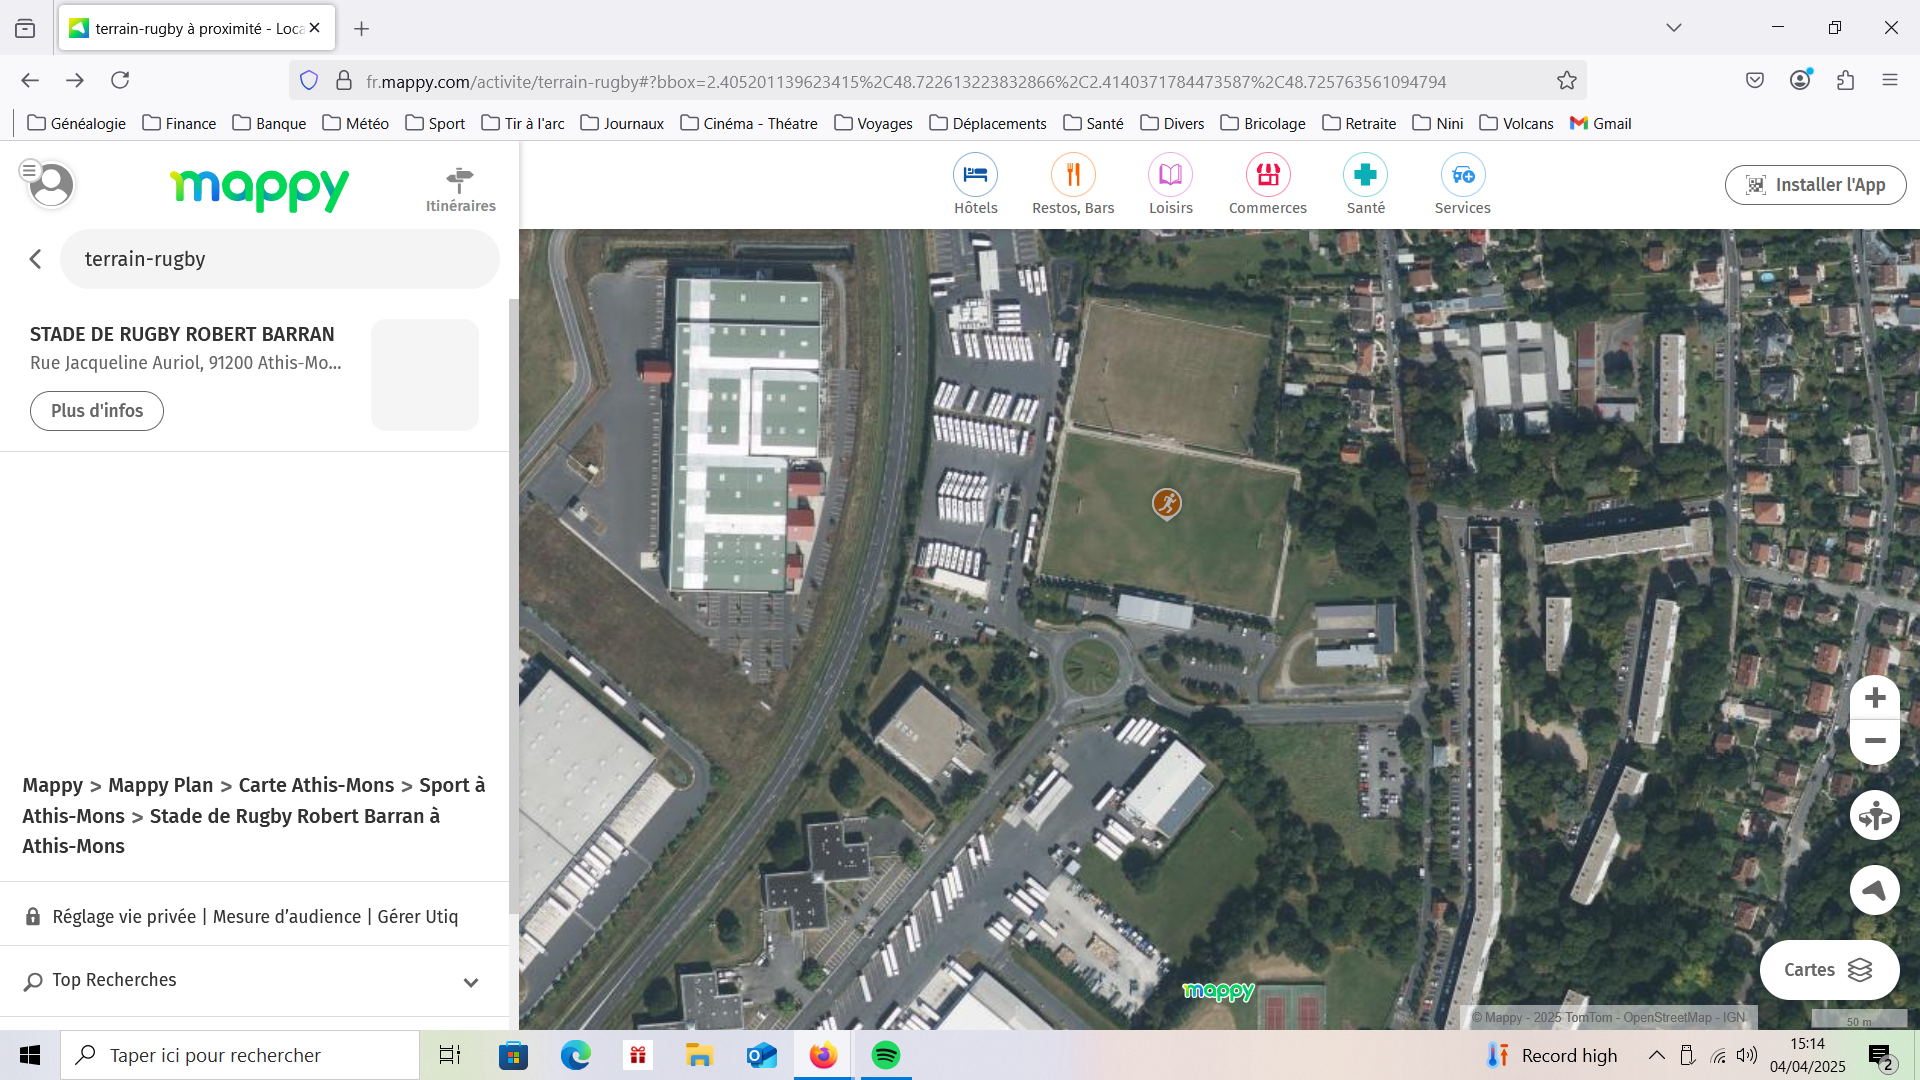 terrain-rugby à proximité - Loca
fr.mappy.com/activite/terrain-rugby#?bbox=2.405201139623415%2C48.722613223832866%2C2.4140371784473587%2C48.725763561094794
Généalogie Finance Banque Météo Sport Tir à l'arc Journaux Cinéma - Théatre Voyages Déplacements Santé Divers Bricolage Retraite Nini Volcans Gmail
mappy
Itinéraires
Hôtels Restos, Bars Loisirs Commerces Santé Services
Installer l'App
terrain-rugby
STADE DE RUGBY ROBERT BARRAN
Rue Jacqueline Auriol, 91200 Athis-Mo...
Plus d'infos
Mappy > Mappy Plan > Carte Athis-Mons > Sport à
Athis-Mons > Stade de Rugby Robert Barran à
Athis-Mons
Réglage vie privée | Mesure d’audience | Gérer Utiq
Top Recherches
Cartes
mappy
© Mappy - 2025 TomTom - OpenStreetMap - IGN
50 m
Taper ici pour rechercher
Record high
15:14
04/04/2025
2